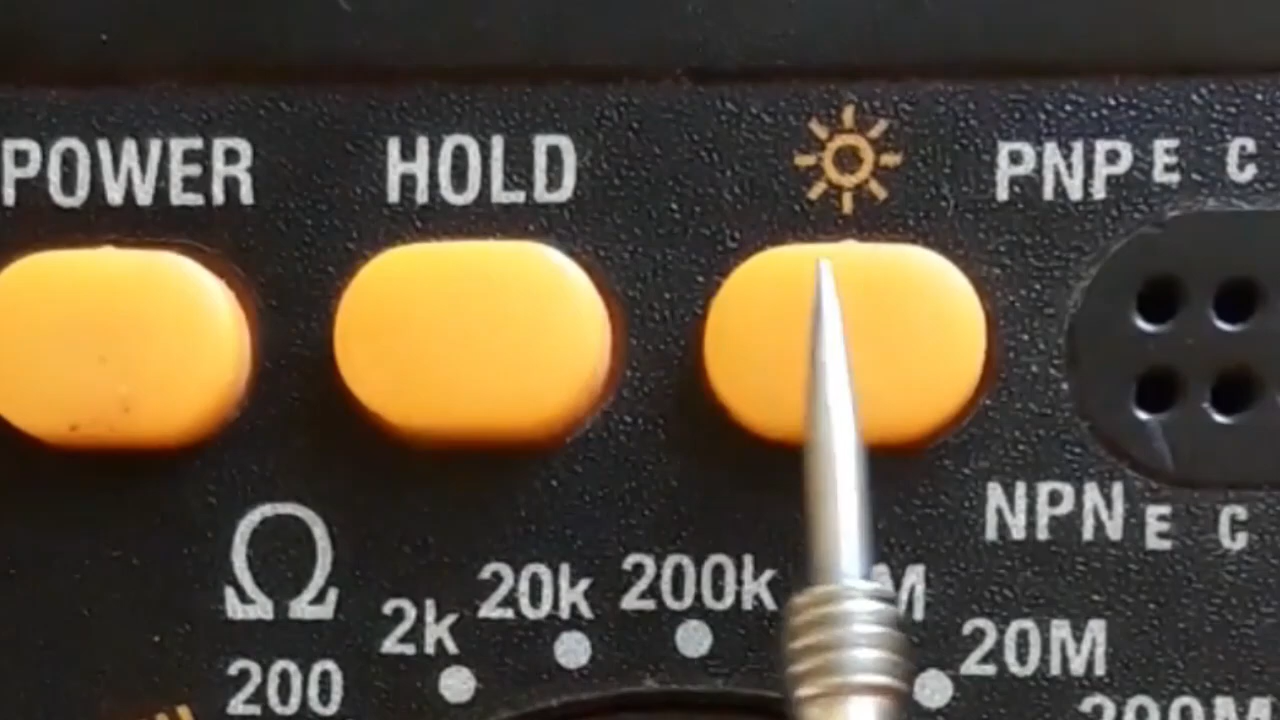 POWER HOLD PNP E C
NPN E C
Ω 2k 20k 200k M 20M
200